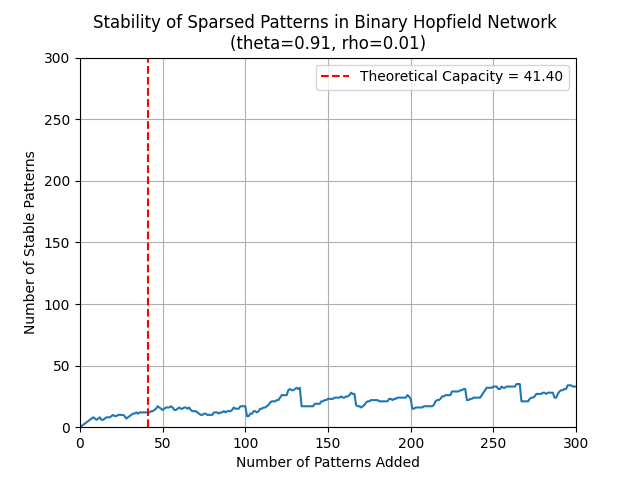 Stability of Sparsed Patterns in Binary Hopfield Network
(theta=0.91, rho=0.01)
300
250
200
150
100
50
0
Number of Stable Patterns
Theoretical Capacity = 41.40
0 50 100 150 200 250 300
Number of Patterns Added